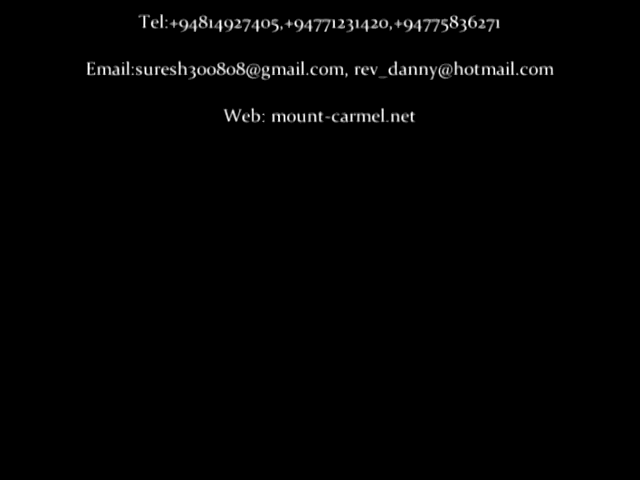 Tel:+94814927405,+94771231420,+94775836271
Email:suresh300808@gmail.com, rev_danny@hotmail.com
Web: mount-carmel.net